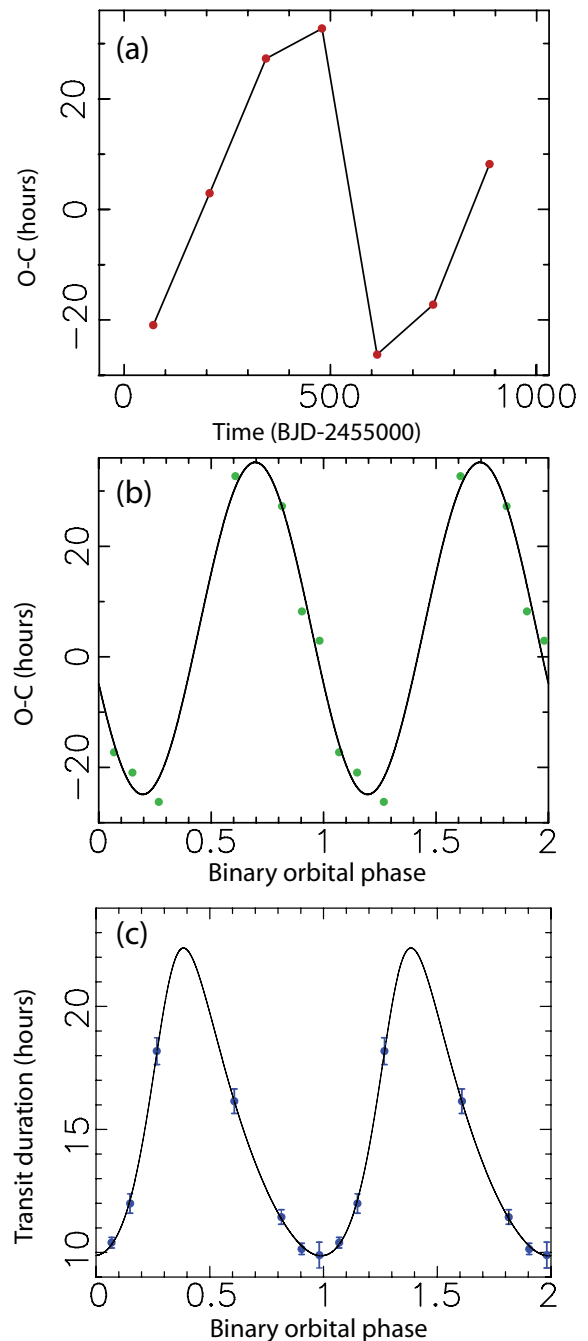 (a)
20
0
−20
O-C (hours)
0 500 1000
Time (BJD-2455000)
(b)
20
0
−20
O-C (hours)
0 0.5 1 1.5 2
Binary orbital phase
(c)
20
15
10
Transit duration (hours)
0 0.5 1 1.5 2
Binary orbital phase